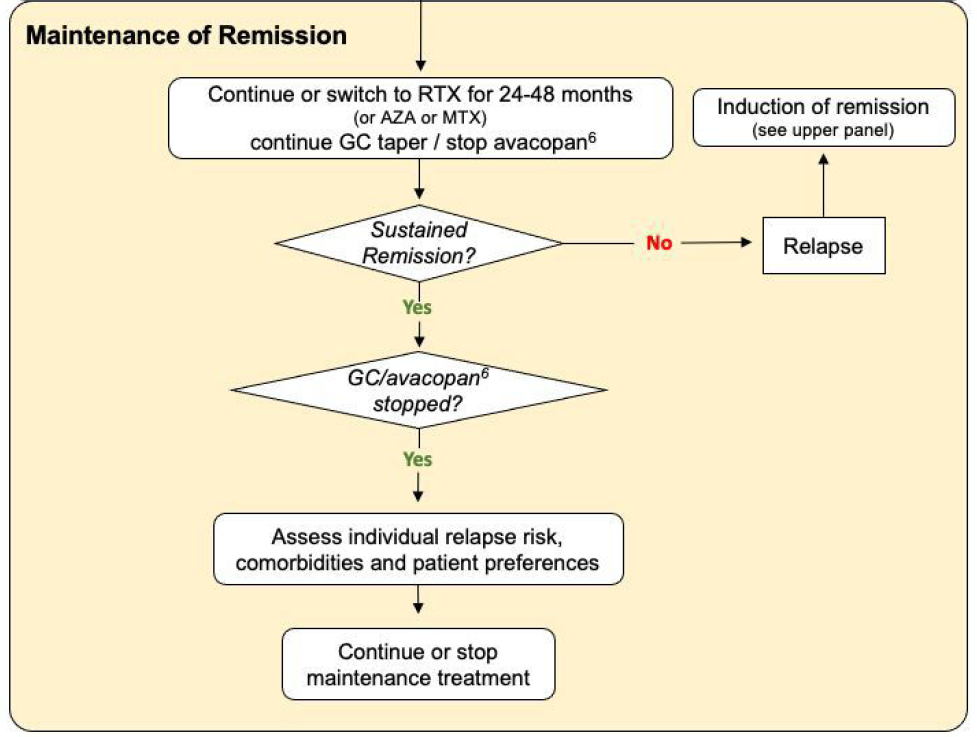 Maintenance of Remission
Continue or switch to RTX for 24-48 months
(or AZA or MTX)
continue GC taper / stop avacopan⁶
Induction of remission
(see upper panel)
Sustained
Remission?
No
Relapse
Yes
GC/avacopan⁶
stopped?
Yes
Assess individual relapse risk,
comorbidities and patient preferences
Continue or stop
maintenance treatment